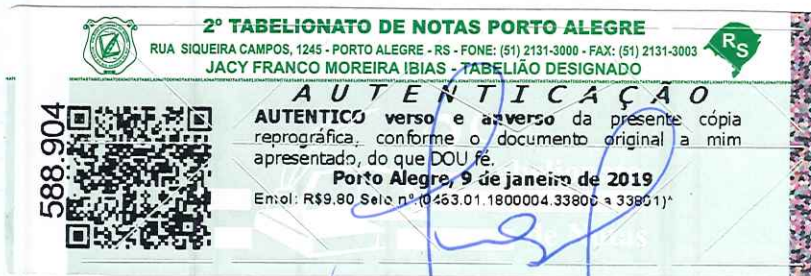 2º TABELIONATO DE NOTAS PORTO ALEGRE
RUA SIQUEIRA CAMPOS, 1245 - PORTO ALEGRE - RS - FONE: (51) 2131-3000 - FAX: (51) 2131-3003
JACY FRANCO MOREIRA IBIAS - TABELIÃO DESIGNADO
RS
AUTENTICAÇÃO
AUTENTICO verso e anverso da presente cópia
reprográfica, conforme o documento original a mim
apresentado, do que DOU fé.
Porto Alegre, 9 de janeiro de 2019
Emol: R$9,80 Selo nº (0463.01.1800004.33800 a 33801)*
588.904